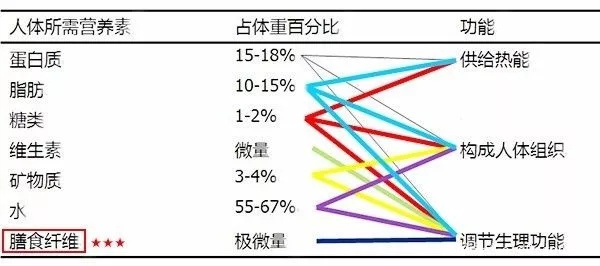 人体所需营养素 占体重百分比 功能
蛋白质 15-18% 供给热能
脂肪 10-15%
糖类 1-2%
维生素 微量 构成人体组织
矿物质 3-4%
水 55-67%
膳食纤维 ★★★ 极微量 调节生理功能